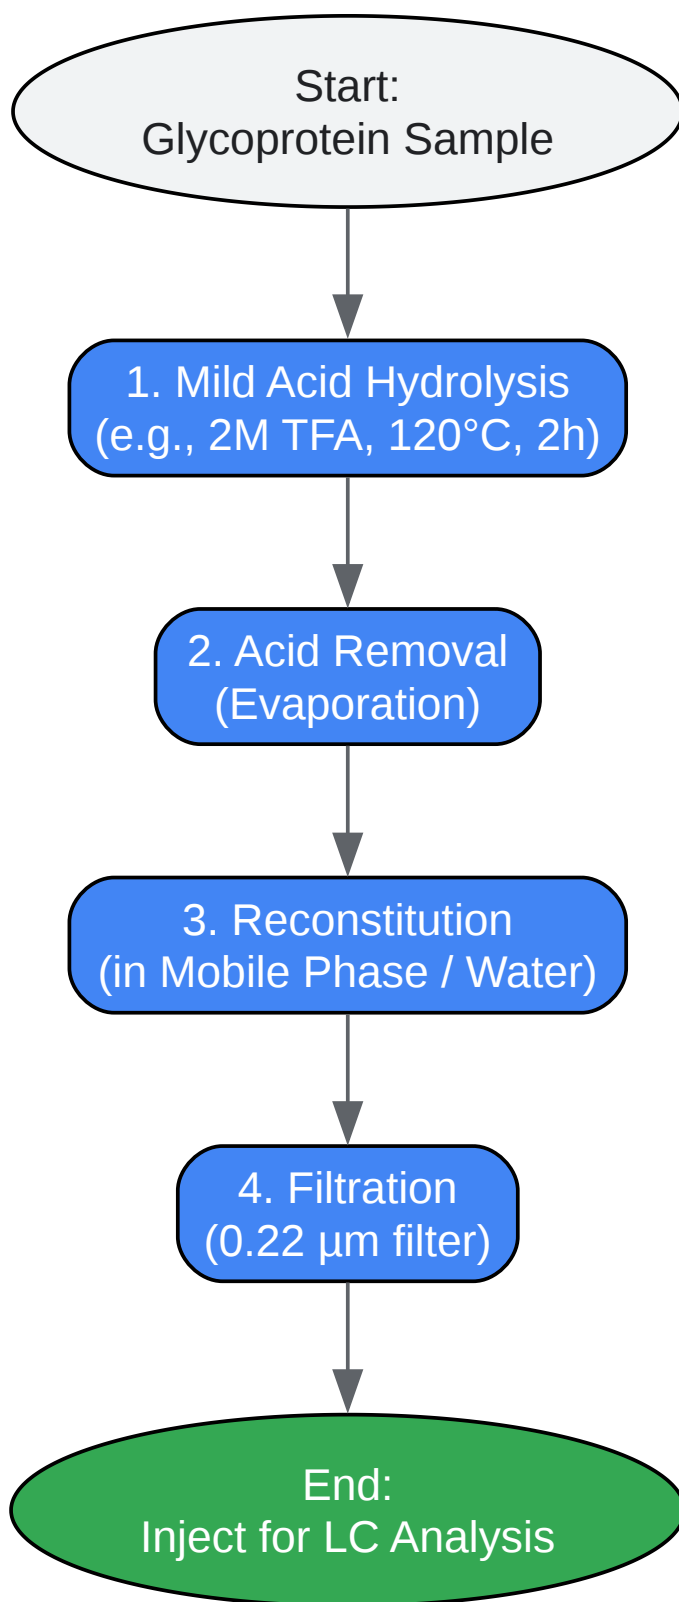 Start:
Glycoprotein Sample
1. Mild Acid Hydrolysis
(e.g., 2M TFA, 120°C, 2h)
2. Acid Removal
(Evaporation)
3. Reconstitution
(in Mobile Phase / Water)
4. Filtration
(0.22 µm filter)
End:
Inject for LC Analysis